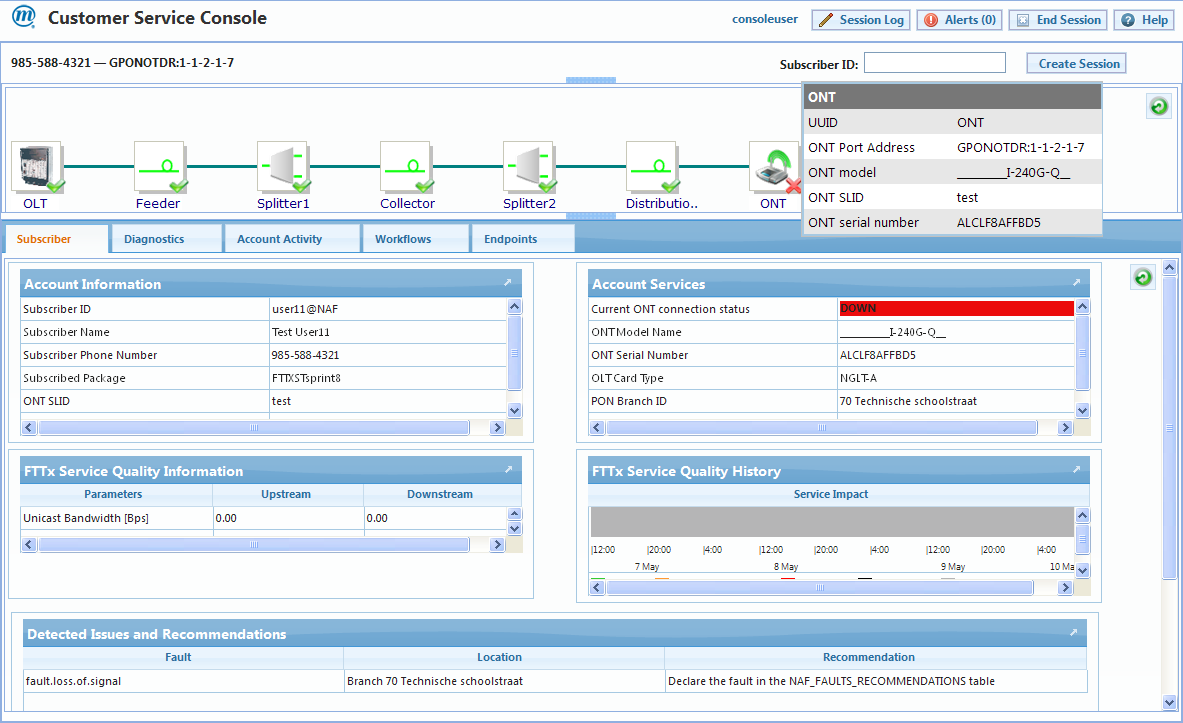 Customer Service Console
consoleuser
Session Log
Alerts (0)
End Session
Help
985-588-4321 — GPONOTDR:1-1-2-1-7
Subscriber ID:
Create Session
ONT
UUID ONT
ONT Port Address GPONOTDR:1-1-2-1-7
ONT model __________I-240G-Q__
ONT SLID test
ONT serial number ALCLF8AFFBD5
OLT
Feeder
Splitter1
Collector
Splitter2
Distributio..
ONT
Subscriber
Diagnostics
Account Activity
Workflows
Endpoints
Account Information
Subscriber ID user11@NAF
Subscriber Name Test User11
Subscriber Phone Number 985-588-4321
Subscribed Package FTTXSTsprint8
ONT SLID test
Account Services
Current ONT connection status DOWN
ONT Model Name __________I-240G-Q__
ONT Serial Number ALCLF8AFFBD5
OLT Card Type NGLT-A
PON Branch ID 70 Technische schoolstraat
FTTx Service Quality Information
Parameters Upstream Downstream
Unicast Bandwidth [Bps] 0.00 0.00
FTTx Service Quality History
Service Impact
|12:00 |20:00 |4:00 |12:00 |20:00 |4:00 |12:00 |20:00 |4:00
7 May 8 May 9 May 10 Ma
Detected Issues and Recommendations
Fault Location Recommendation
fault.loss.of.signal Branch 70 Technische schoolstraat Declare the fault in the NAF_FAULTS_RECOMMENDATIONS table